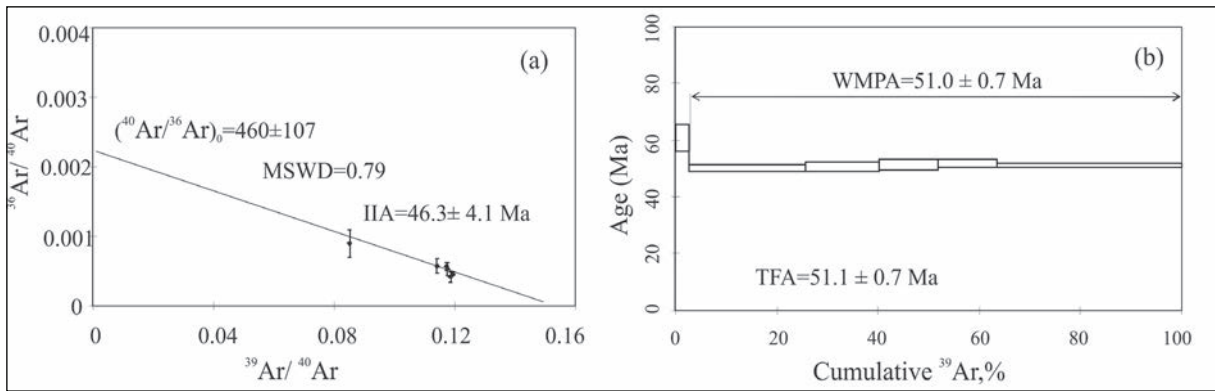 (a)
0.004
0.003
0.002
0.001
0
³⁶Ar/ ⁴⁰Ar
(⁴⁰Ar/³⁶Ar)₀=460±107
MSWD=0.79
IIA=46.3± 4.1 Ma
0 0.04 0.08 0.12 0.16
³⁹Ar/ ⁴⁰Ar
(b)
100
80
60
40
20
0
Age (Ma)
WMPA=51.0 ± 0.7 Ma
TFA=51.1 ± 0.7 Ma
0 20 40 60 80 100
Cumulative ³⁹Ar,%